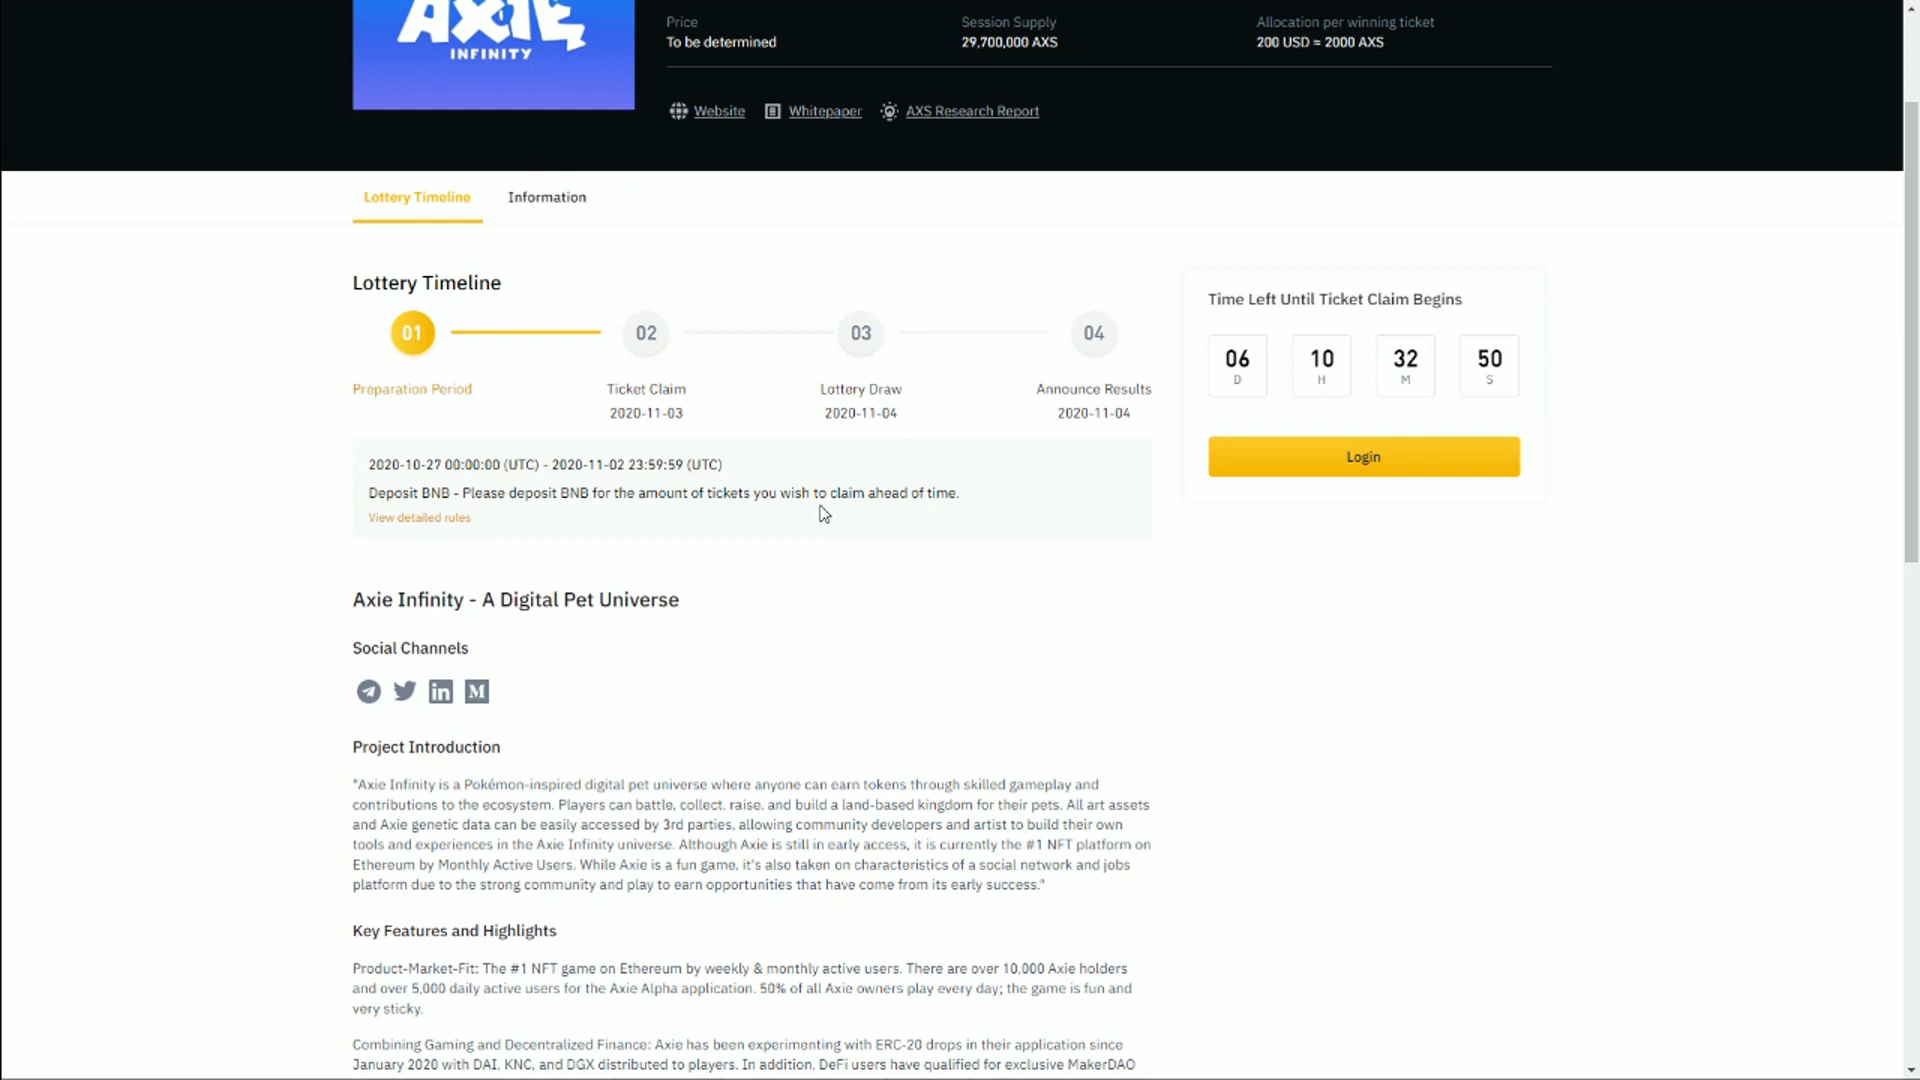 AXIE
INFINITY
Price
To be determined
Session Supply
29,700,000 AXS
Allocation per winning ticket
200 USD = 2000 AXS
Website
Whitepaper
AXS Research Report
Lottery Timeline
Information
Lottery Timeline
01
02
03
04
Preparation Period
Ticket Claim
2020-11-03
Lottery Draw
2020-11-04
Announce Results
2020-11-04
2020-10-27 00:00:00 (UTC) - 2020-11-02 23:59:59 (UTC)
Deposit BNB - Please deposit BNB for the amount of tickets you wish to claim ahead of time.
View detailed rules
Time Left Until Ticket Claim Begins
06 10 32 50
D H M S
Login
Axie Infinity - A Digital Pet Universe
Social Channels
in
M
Project Introduction
"Axie Infinity is a Pokémon-inspired digital pet universe where anyone can earn tokens through skilled gameplay and
contributions to the ecosystem. Players can battle, collect, raise, and build a land-based kingdom for their pets. All art assets
and Axie genetic data can be easily accessed by 3rd parties, allowing community developers and artist to build their own
tools and experiences in the Axie Infinity universe. Although Axie is still in early access, it is currently the #1 NFT platform on
Ethereum by Monthly Active Users. While Axie is a fun game, it's also taken on characteristics of a social network and jobs
platform due to the strong community and play to earn opportunities that have come from its early success."
Key Features and Highlights
Product-Market-Fit: The #1 NFT game on Ethereum by weekly & monthly active users. There are over 10,000 Axie holders
and over 5,000 daily active users for the Axie Alpha application. 50% of all Axie owners play every day; the game is fun and
very sticky.
Combining Gaming and Decentralized Finance: Axie has been experimenting with ERC-20 drops in their application since
January 2020 with DAI, KNC, and DGX distributed to players. In addition, DeFi users have qualified for exclusive MakerDAO